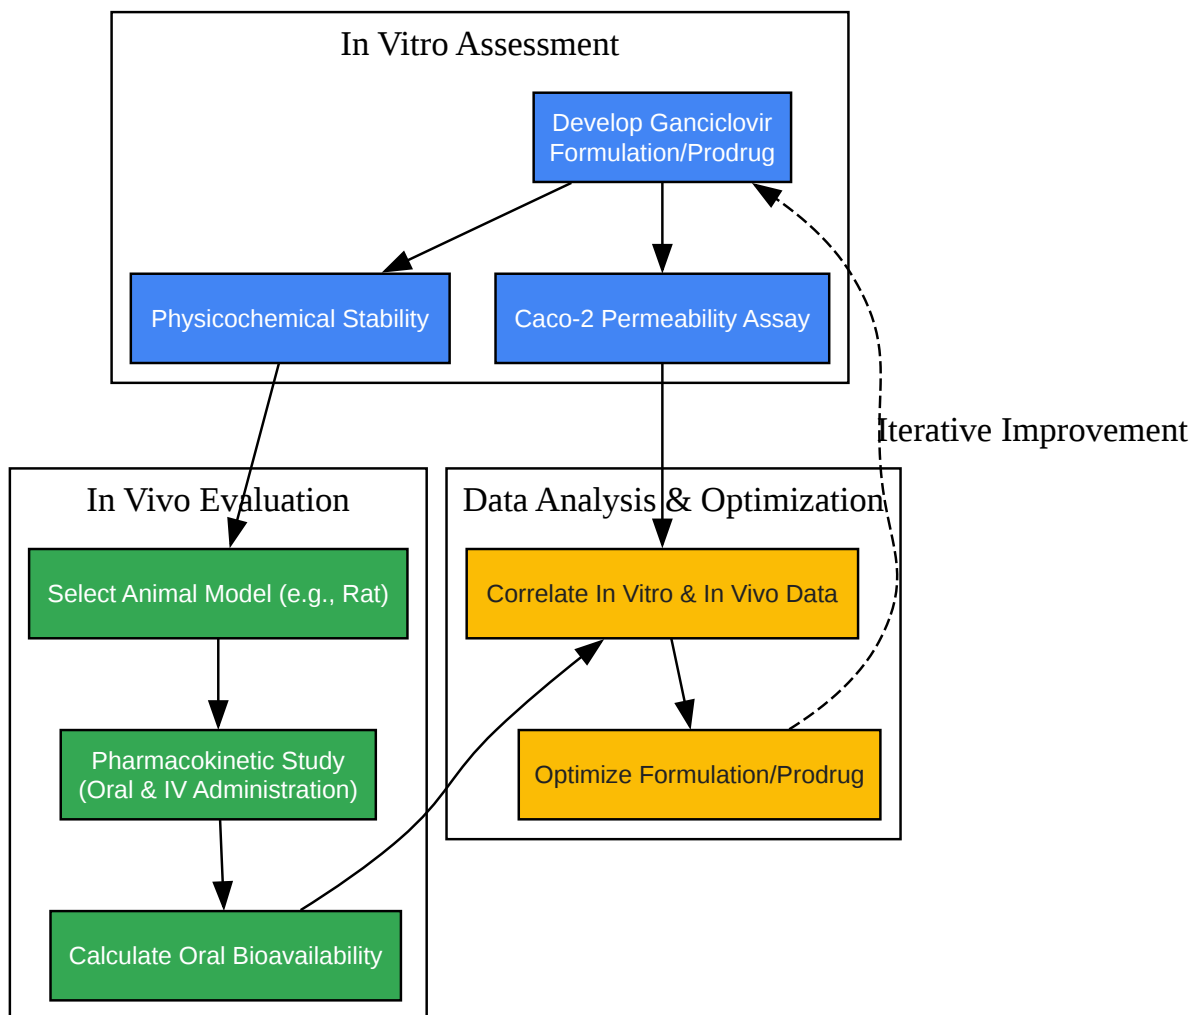 In Vitro Assessment
Develop Ganciclovir
Formulation/Prodrug
Physicochemical Stability
Caco-2 Permeability Assay
Iterative Improvement
In Vivo Evaluation
Data Analysis & Optimization
Select Animal Model (e.g., Rat)
Correlate In Vitro & In Vivo Data
Pharmacokinetic Study
(Oral & IV Administration)
Optimize Formulation/Prodrug
Calculate Oral Bioavailability